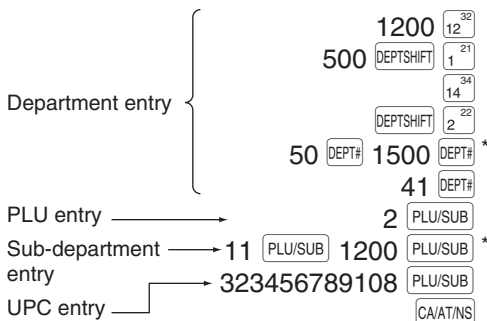 1200 12 32
500 DEPTSHIFT 1 21
14 34
Department entry
DEPTSHIFT 2 22
50 DEPT# 1500 DEPT# *
41 DEPT#
PLU entry 2 PLU/SUB
Sub-department 11 PLU/SUB 1200 PLU/SUB *
entry
323456789108 PLU/SUB
UPC entry CA/AT/NS